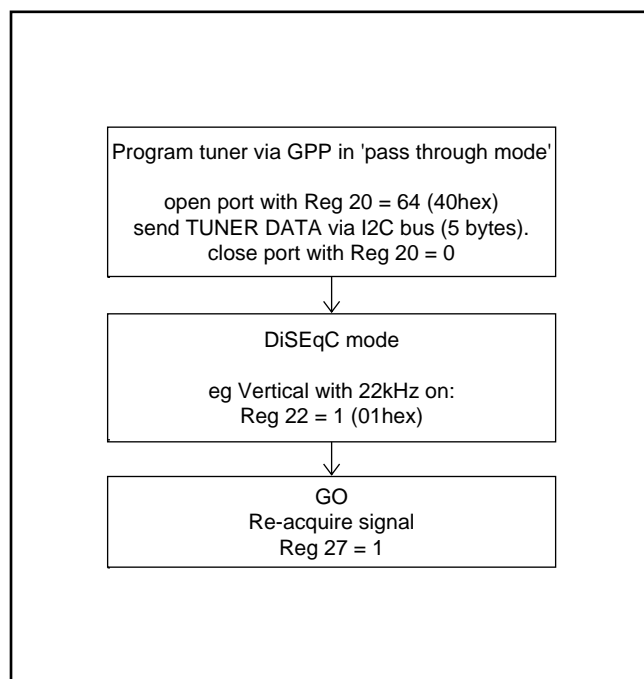 Program tuner via GPP in 'pass through mode'
open port with Reg 20 = 64 (40hex)
send TUNER DATA via I2C bus (5 bytes).
close port with Reg 20 = 0
DiSEqC mode
eg Vertical with 22kHz on:
Reg 22 = 1 (01hex)
GO
Re-acquire signal
Reg 27 = 1